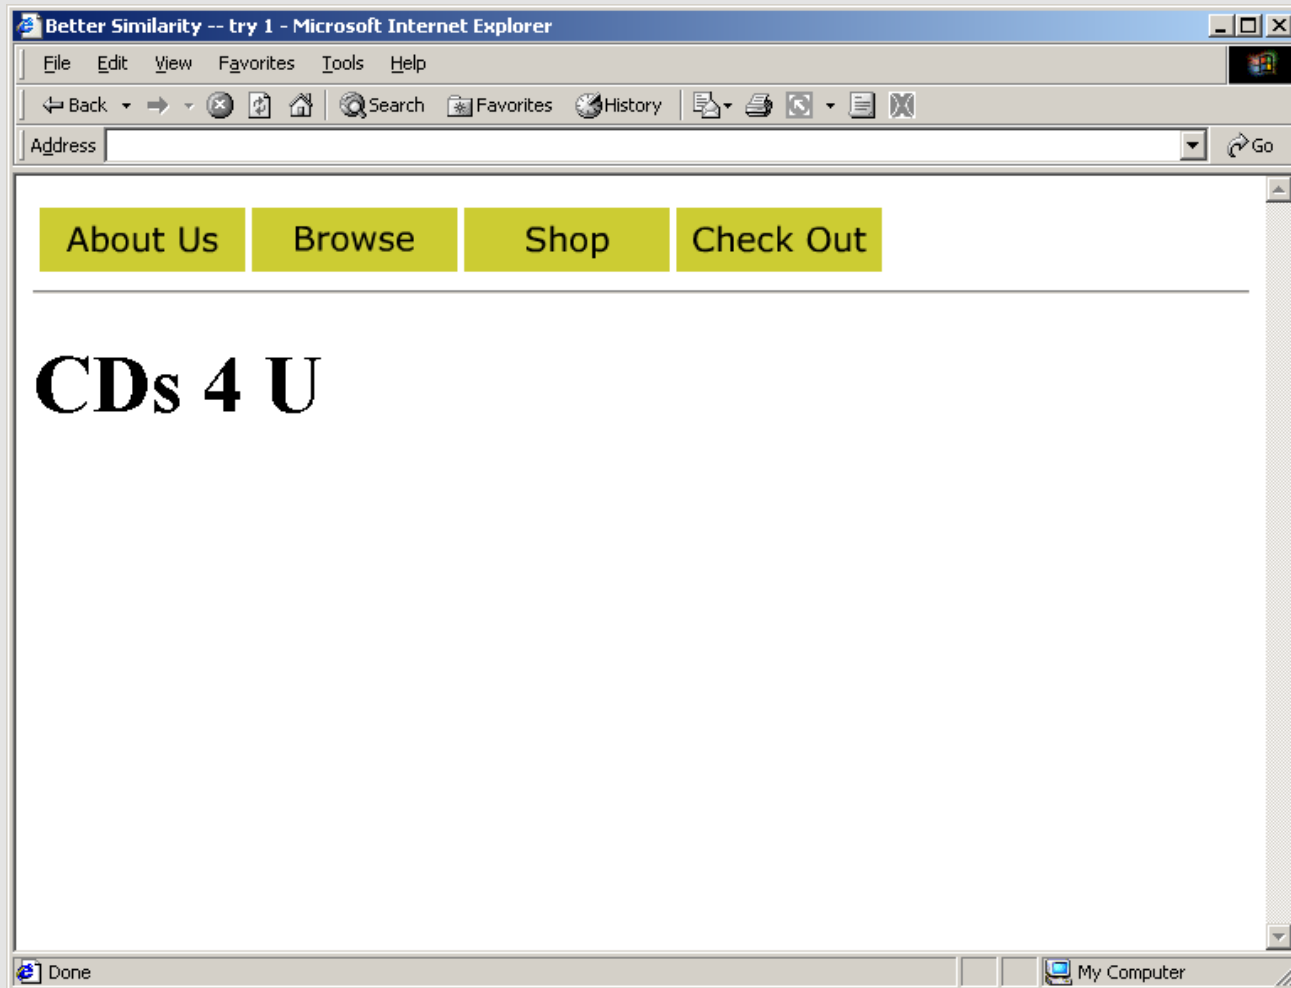 Better Similarity -- try 1 - Microsoft Internet Explorer
File Edit View Favorites Tools Help
Back Search Favorites History
Address Go
About Us Browse Shop Check Out
CDs 4 U
Done My Computer